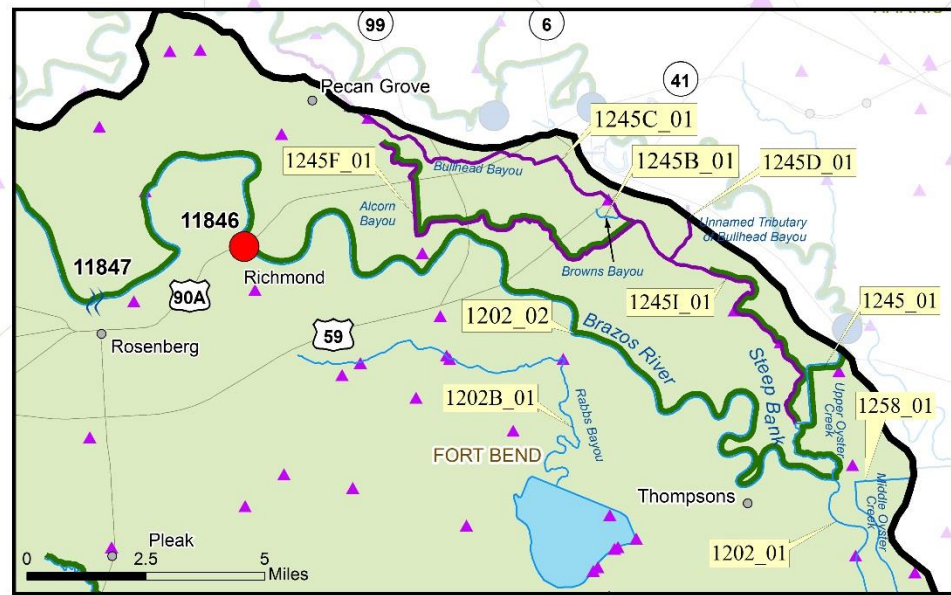 99
6
41
Pecan Grove
1245C_01
1245F_01
Bullhead Bayou
1245B_01
1245D_01
Alcorn
Bayou
11846
Unnamed Tributary
of Bullhead Bayou
11847
Richmond
Browns Bayou
90A
1245I_01
1245_01
59
1202_02
Brazos River
Rosenberg
Steep Bank
Upper Oyster
Creek
1258_01
1202B_01
Rabbs Bayou
FORT BEND
Middle Oyster
Creek
Thompsons
1202_01
Pleak
0 2.5 5
Miles